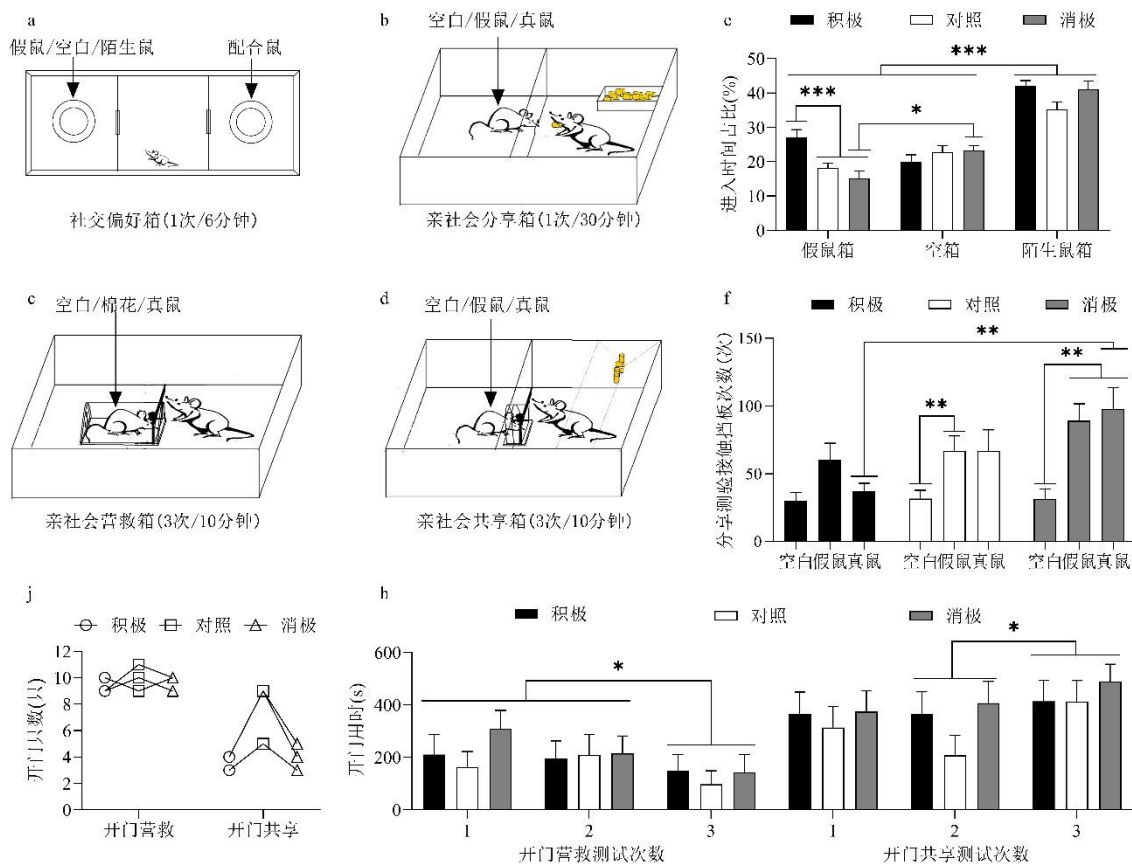 a
假鼠/空白/陌生鼠
配合鼠
社交偏好箱(1次/6分钟)
b
空白/假鼠/真鼠
亲社会分享箱(1次/30分钟)
e
积极
对照
消极
进入时间占比(%)
50
40
30
20
10
0
***
***
*
假鼠箱
空箱
陌生鼠箱
c
空白/棉花/真鼠
亲社会营救箱(3次/10分钟)
d
空白/假鼠/真鼠
亲社会共享箱(3次/10分钟)
f
积极
对照
消极
分享测验接触挡板次数(次)
150
100
50
0
**
**
**
空白假鼠真鼠
空白假鼠真鼠
空白假鼠真鼠
j
积极
对照
消极
开门只数(只)
12
10
8
6
4
2
0
开门营救
开门共享
h
积极
对照
消极
开门用时(s)
600
400
200
0
*
*
1
2
3
1
2
3
开门营救测试次数
开门共享测试次数